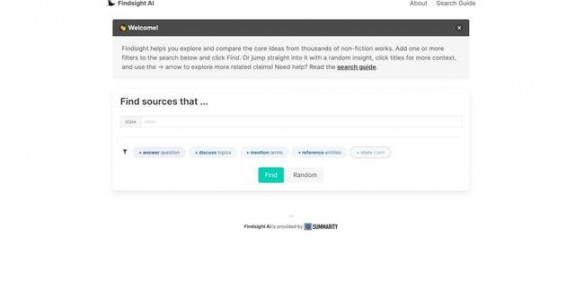 Findsight AI
About Search Guide
👋 Welcome! ×
Findsight helps you explore and compare the core ideas from thousands of non-fiction works. Add one or more
filters to the search below and click Find. Or jump straight into it with a random insight, click titles for more context,
and use the → arrow to explore more related claims! Need help? Read the search guide.
Find sources that ...
state claim
+ answer question + discuss topics + mention terms + reference entities + state claim
Find Random
Findsight AI is provided by SUMMARITY